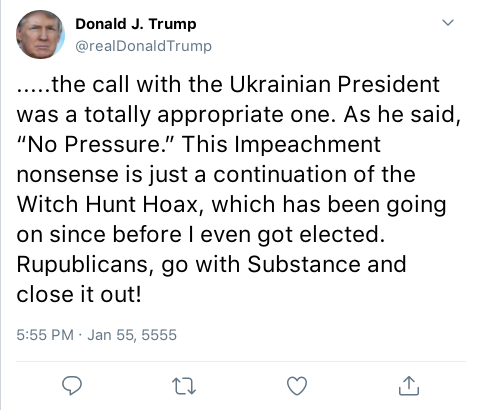 Donald J. Trump
@realDonaldTrump
.....the call with the Ukrainian President
was a totally appropriate one. As he said,
“No Pressure.” This Impeachment
nonsense is just a continuation of the
Witch Hunt Hoax, which has been going
on since before I even got elected.
Rupublicans, go with Substance and
close it out!
5:55 PM · Jan 55, 5555